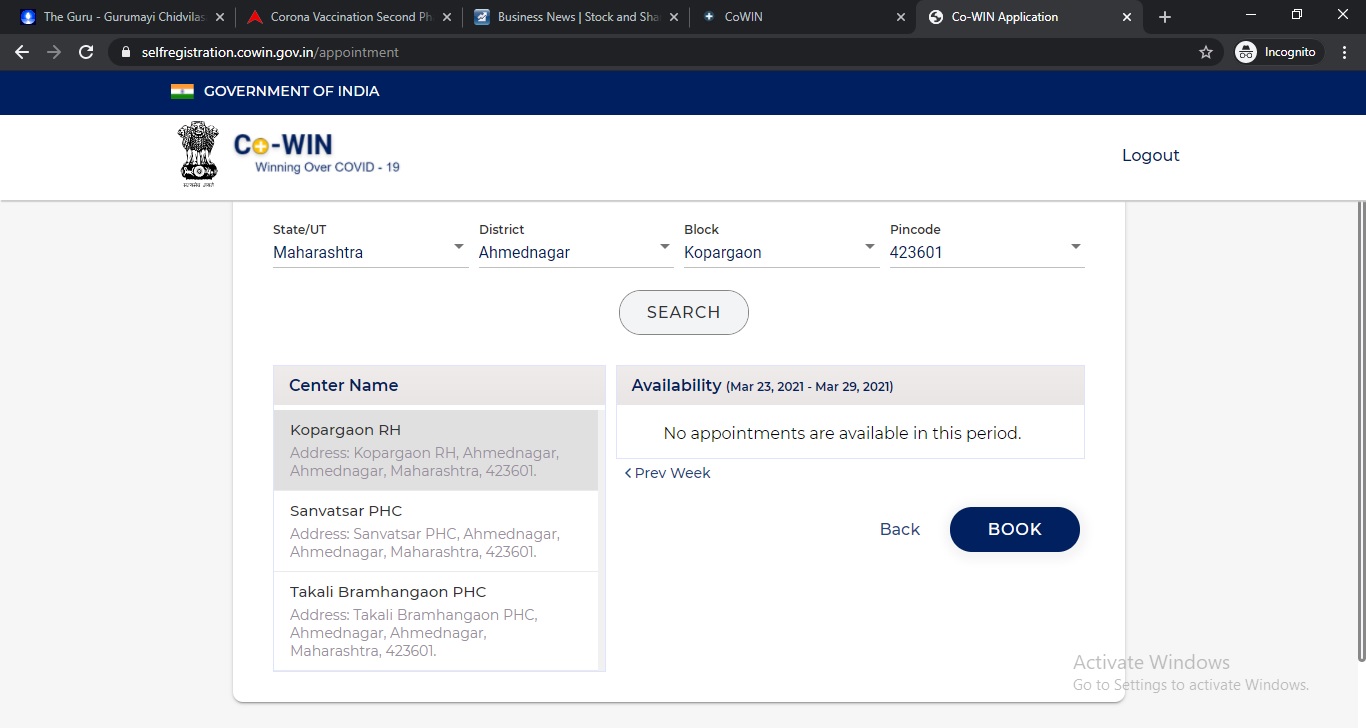 The Guru - Gurumayi Chidvilas
Corona Vaccination Second Ph
Business News | Stock and Sha
CoWIN
Co-WIN Application
selfregistration.cowin.gov.in/appointment
Incognito
GOVERNMENT OF INDIA
Co-WIN
Winning Over COVID - 19
Logout
State/UT
Maharashtra
District
Ahmednagar
Block
Kopargaon
Pincode
423601
SEARCH
Center Name
Kopargaon RH
Address: Kopargaon RH, Ahmednagar,
Ahmednagar, Maharashtra, 423601.
Sanvatsar PHC
Address: Sanvatsar PHC, Ahmednagar,
Ahmednagar, Maharashtra, 423601.
Takali Bramhangaon PHC
Address: Takali Bramhangaon PHC,
Ahmednagar, Ahmednagar,
Maharashtra, 423601.
Availability (Mar 23, 2021 - Mar 29, 2021)
No appointments are available in this period.
Prev Week
Back
BOOK
Activate Windows
Go to Settings to activate Windows.